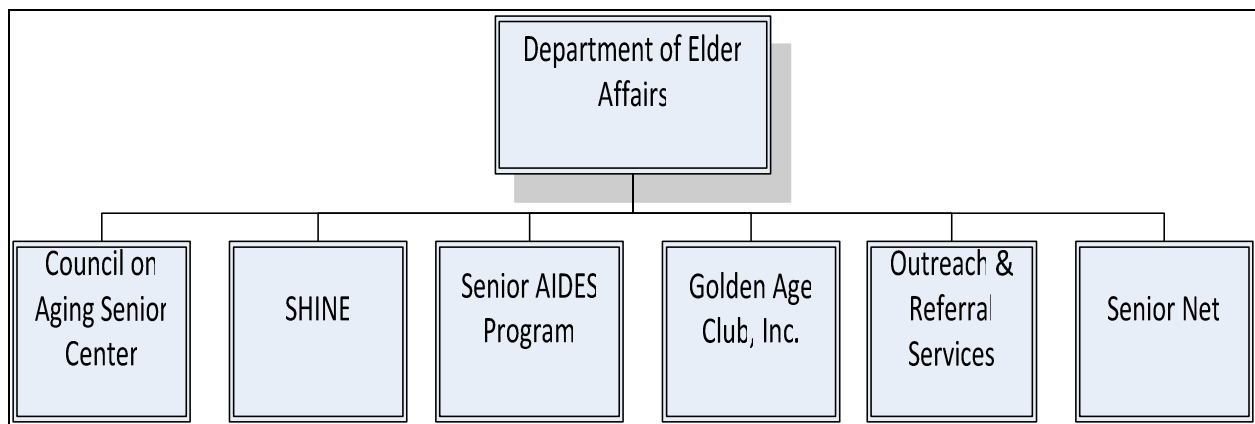 Department of Elder
Affairs
Council on
Aging Senior
Center
SHINE
Senior AIDES
Program
Golden Age
Club, Inc.
Outreach &
Referral
Services
Senior Net